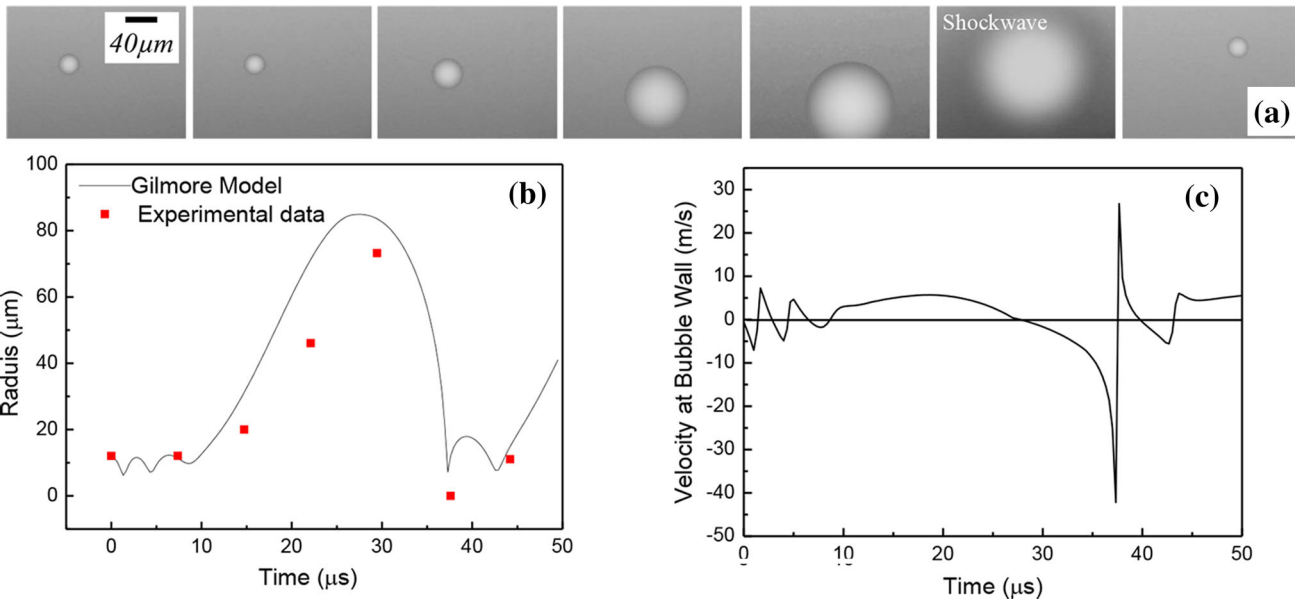 40μm
Shockwave
(a)
100
80
60
40
20
0
Raduis (μm)
Gilmore Model
Experimental data
(b)
0 10 20 30 40 50
Time (μs)
30
20
10
0
-10
-20
-30
-40
-50
Velocity at Bubble Wall (m/s)
(c)
0 10 20 30 40 50
Time (μs)